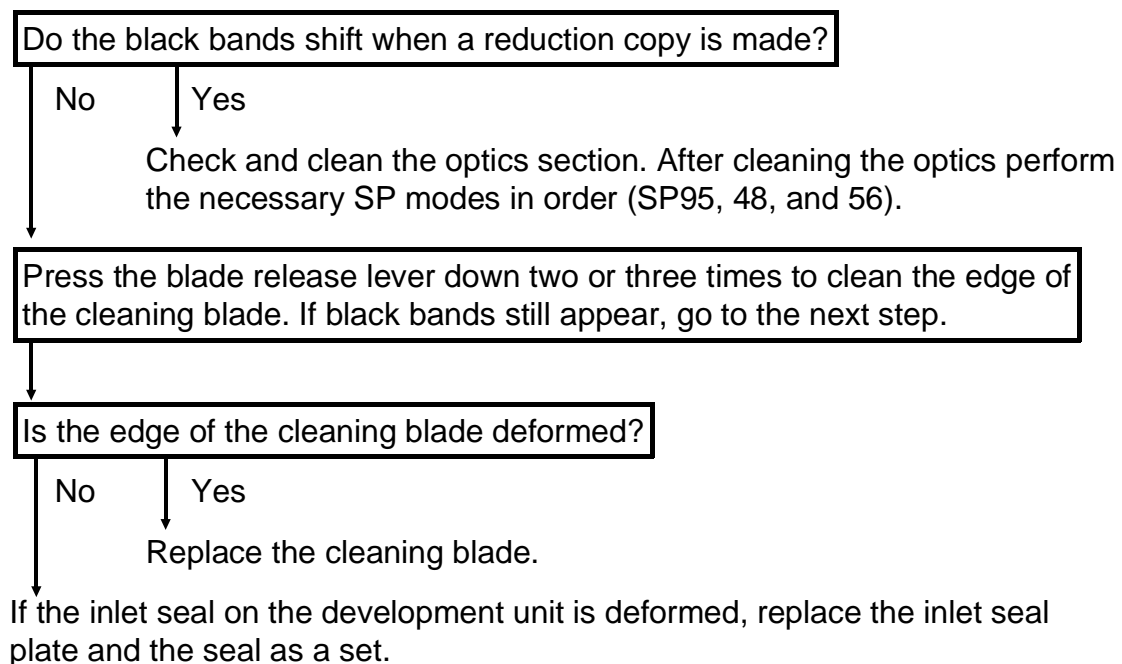 Do the black bands shift when a reduction copy is made?
No Yes
Check and clean the optics section. After cleaning the optics perform
the necessary SP modes in order (SP95, 48, and 56).
Press the blade release lever down two or three times to clean the edge of
the cleaning blade. If black bands still appear, go to the next step.
Is the edge of the cleaning blade deformed?
No Yes
Replace the cleaning blade.
If the inlet seal on the development unit is deformed, replace the inlet seal
plate and the seal as a set.